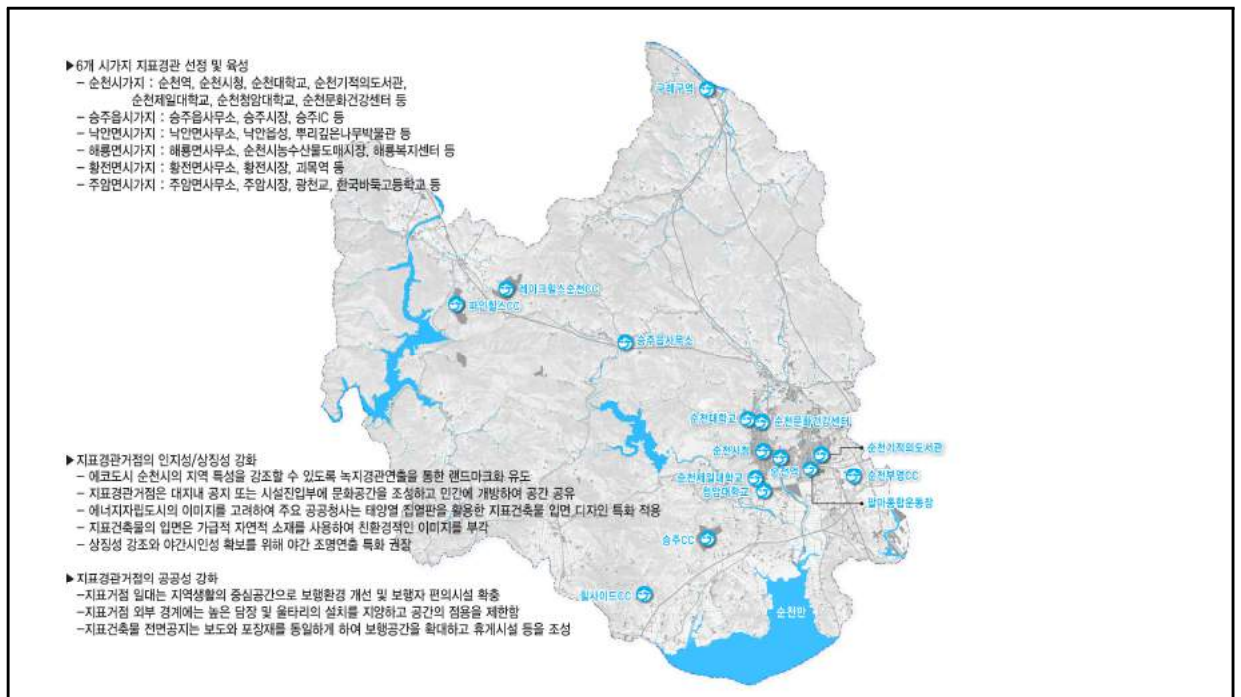 ▶6개 시가지 지표경관 선정 및 육성
– 순천시가지 : 순천역, 순천시청, 순천대학교, 순천기적의도서관,
순천제일대학교, 순천청암대학교, 순천문화건강센터 등
– 승주읍시가지 : 승주읍사무소, 승주시장, 승주IC 등
– 낙안면시가지 : 낙안면사무소, 낙안읍성, 뿌리깊은나무박물관 등
– 해룡면시가지 : 해룡면사무소, 순천시농수산물도매시장, 해룡복지센터 등
– 황전면시가지 : 황전면사무소, 황전시장, 괴목역 등
– 주암면시가지 : 주암면사무소, 주암시장, 광천교, 한국바둑고등학교 등
구례구역
레이크힐스순천CC
파인힐스CC
승주읍사무소
순천대학교
순천문화건강센터
순천시청
순천기적의도서관
순천역
순천제일대학교
순천부영CC
청암대학교
팔마종합운동장
승주CC
힐사이드CC
순천만
▶지표경관거점의 인지성/상징성 강화
– 에코도시 순천시의 지역 특성을 강조할 수 있도록 녹지경관연출을 통한 랜드마크화 유도
– 지표경관거점은 대지내 공지 또는 시설진입부에 문화공간을 조성하고 민간에 개방하여 공간 공유
– 에너지자립도시의 이미지를 고려하여 주요 공공청사는 태양열 집열판을 활용한 지표건축물 입면 디자인 특화 적용
– 지표건축물의 입면은 가급적 자연적 소재를 사용하여 친환경적인 이미지를 부각
– 상징성 강조와 야간시인성 확보를 위해 야간 조명연출 특화 권장
▶지표경관거점의 공공성 강화
–지표거점 일대는 지역생활의 중심공간으로 보행환경 개선 및 보행자 편의시설 확충
–지표거점 외부 경계에는 높은 담장 및 울타리의 설치를 지양하고 공간의 점용을 제한함
–지표건축물 전면공지는 보도와 포장재를 동일하게 하여 보행공간을 확대하고 휴게시설 등을 조성